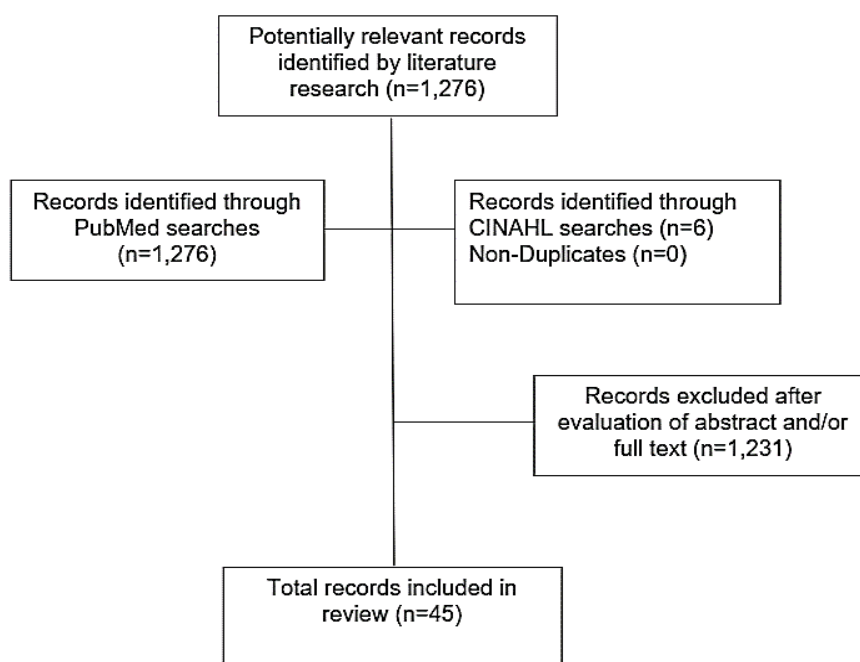 Potentially relevant records
identified by literature
research (n=1,276)
Records identified through
PubMed searches
(n=1,276)
Records identified through
CINAHL searches (n=6)
Non-Duplicates (n=0)
Records excluded after
evaluation of abstract and/or
full text (n=1,231)
Total records included in
review (n=45)